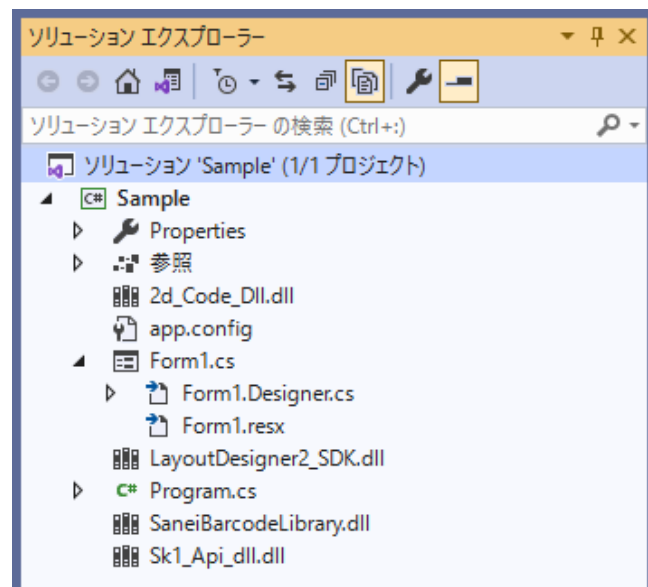 ソリューション エクスプローラー
ソリューション エクスプローラー の検索 (Ctrl+:)
ソリューション 'Sample' (1/1 プロジェクト)
C# Sample
Properties
参照
2d_Code_Dll.dll
app.config
Form1.cs
Form1.Designer.cs
Form1.resx
LayoutDesigner2_SDK.dll
C# Program.cs
SaneiBarcodeLibrary.dll
Sk1_Api_dll.dll